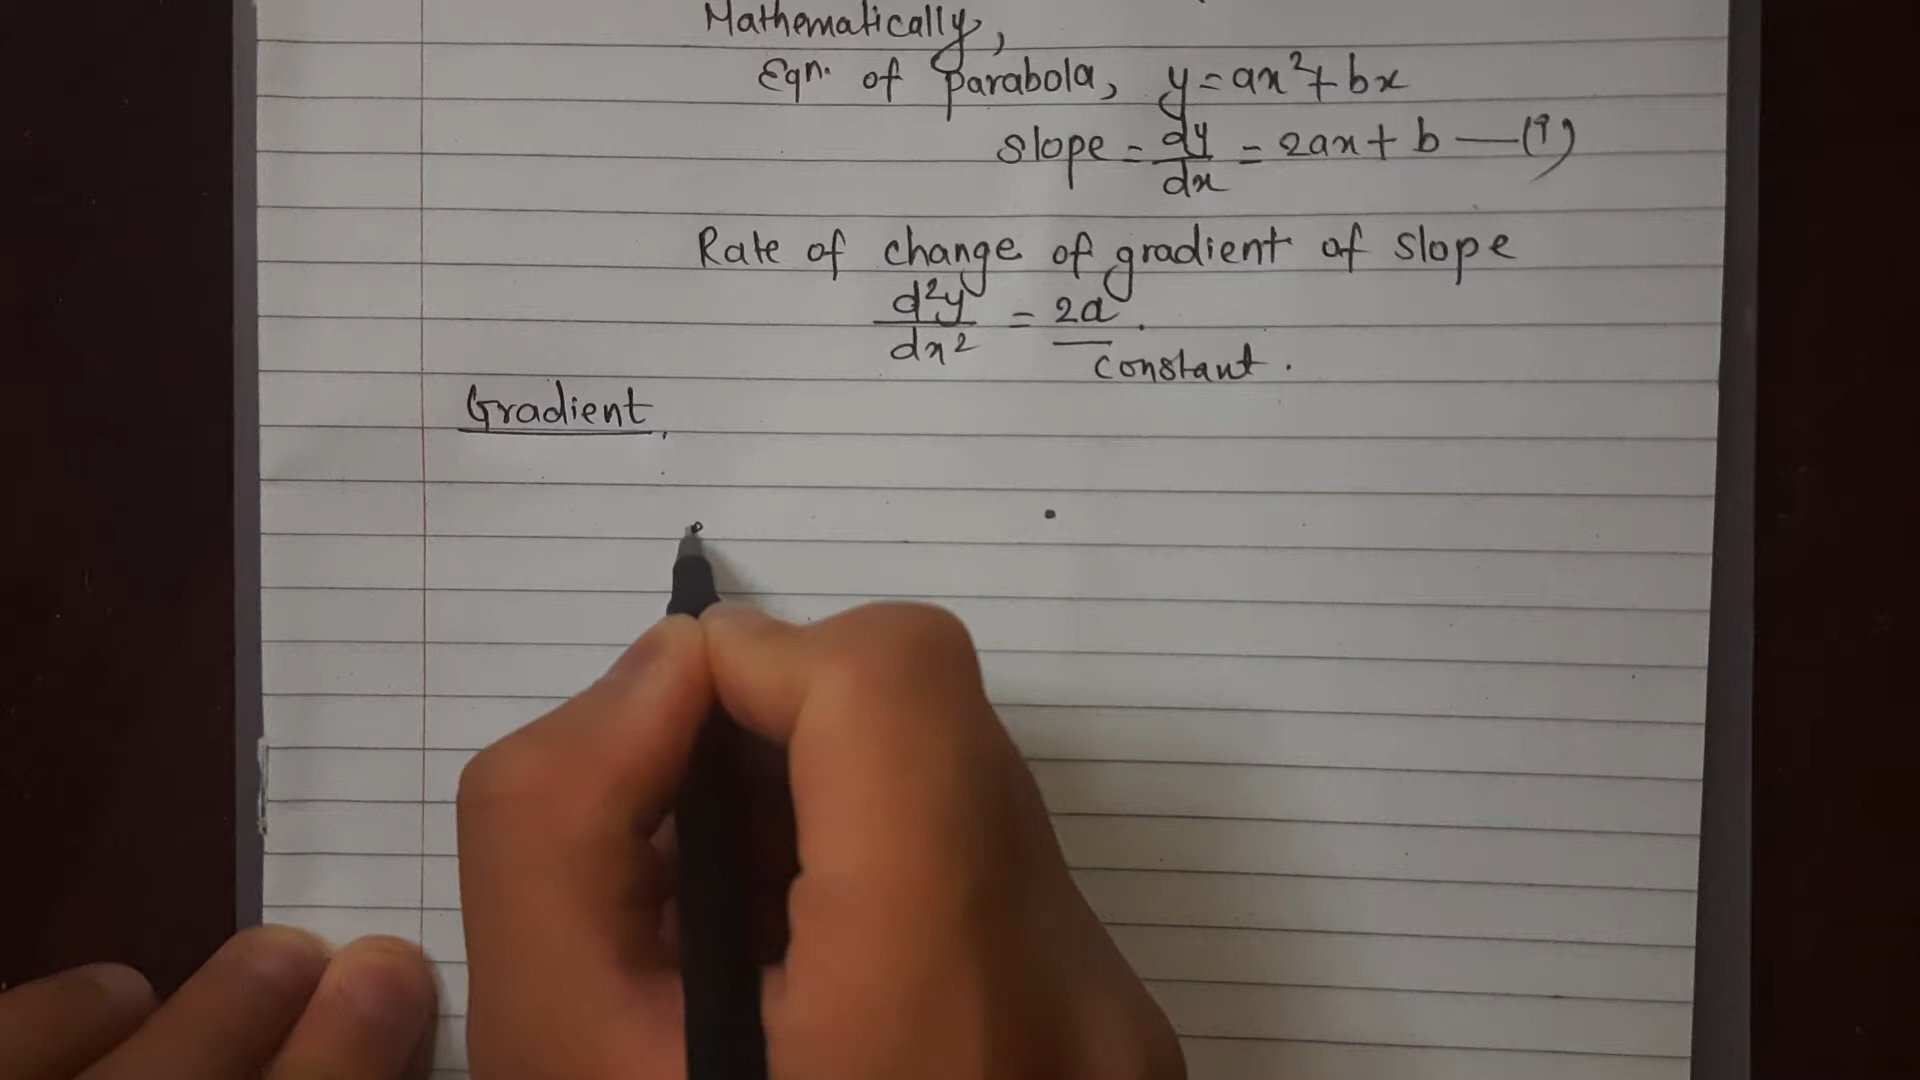 Mathematically,
Eqn. of parabola, y = ax²+ bx
slope = dy/dx = 2ax + b —(i)
Rate of change of gradient of slope
d²y/dx² = 2a.
constant.
Gradient